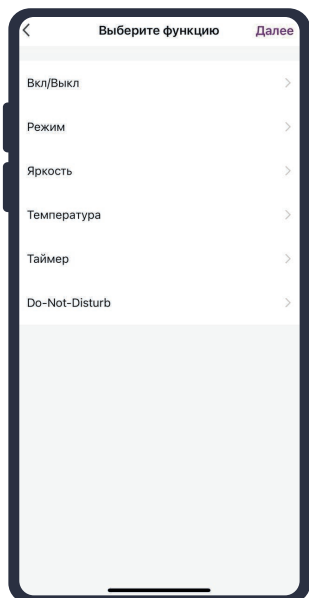 Выберите функцию
Далее
Вкл/Выкл
Режим
Яркость
Температура
Таймер
Do-Not-Disturb